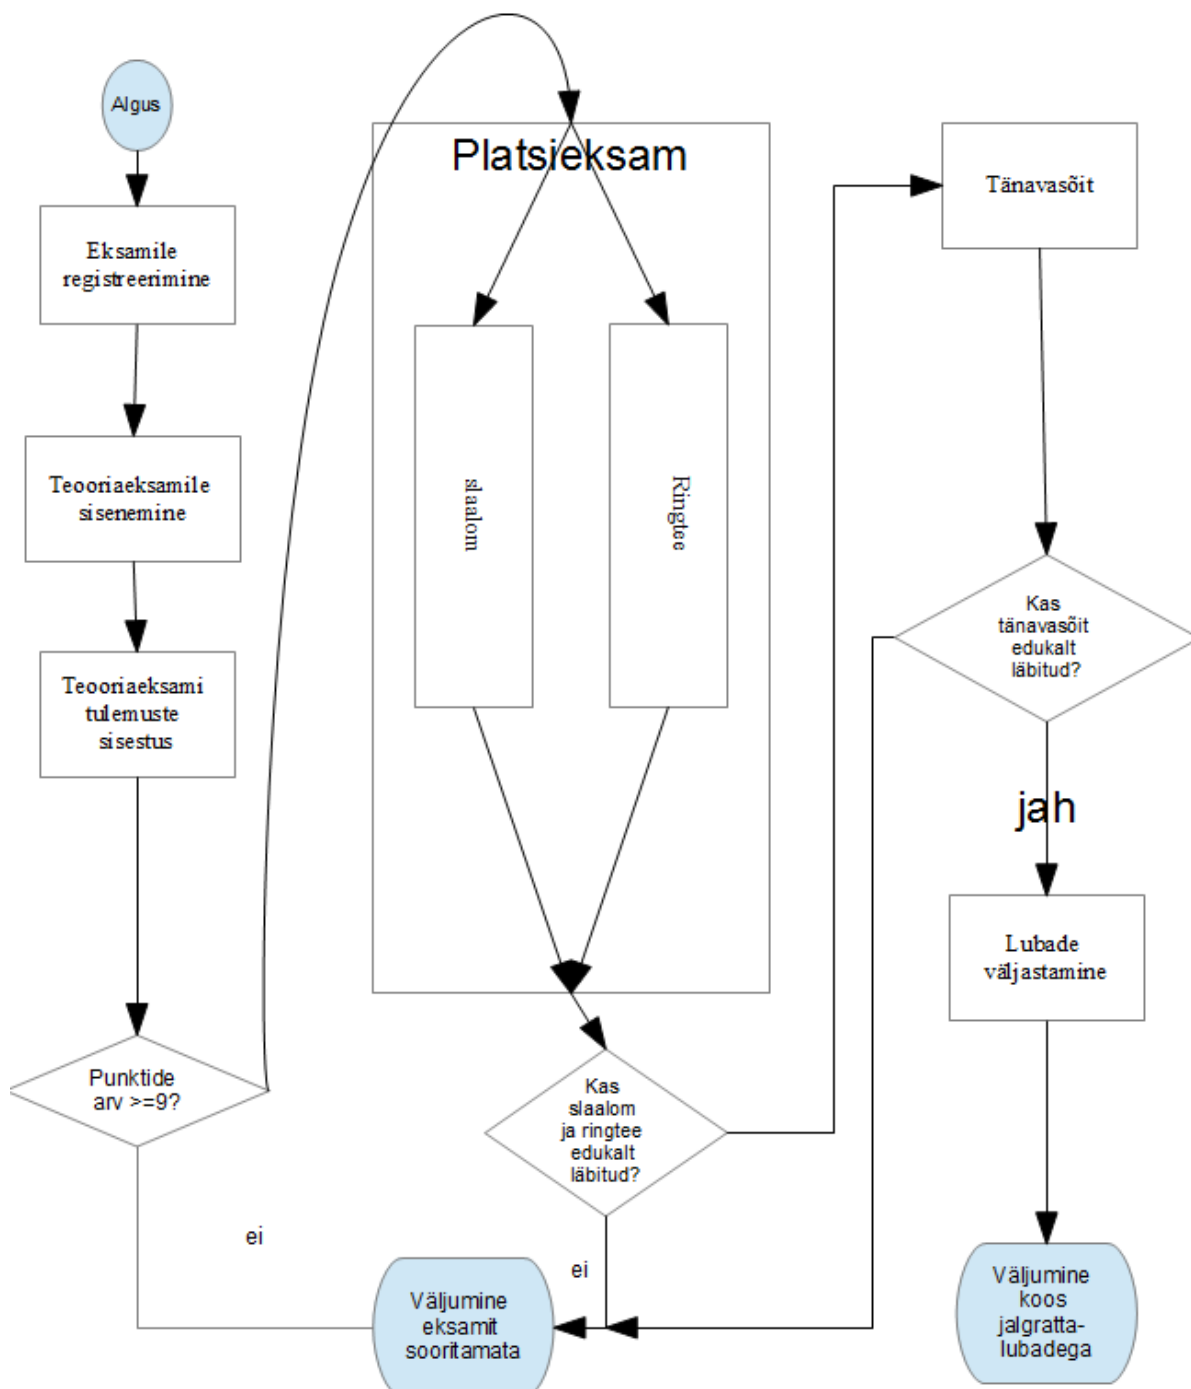 Algus
Eksamile
registreerimine
Teooriaeksamile
sisenemine
Teooriaeksami
tulemuste
sisestus
Punktide
arv >=9?
ei
Platsieksam
slaalom
Ringtee
Kas
slaalom
ja ringtee
edukalt
läbitud?
ei
Väljumine
eksamit
sooritamata
Tänavasõit
Kas
tänavasõit
edukalt
läbitud?
jah
Lubade
väljastamine
Väljumine
koos
jalgratta-
lubadega